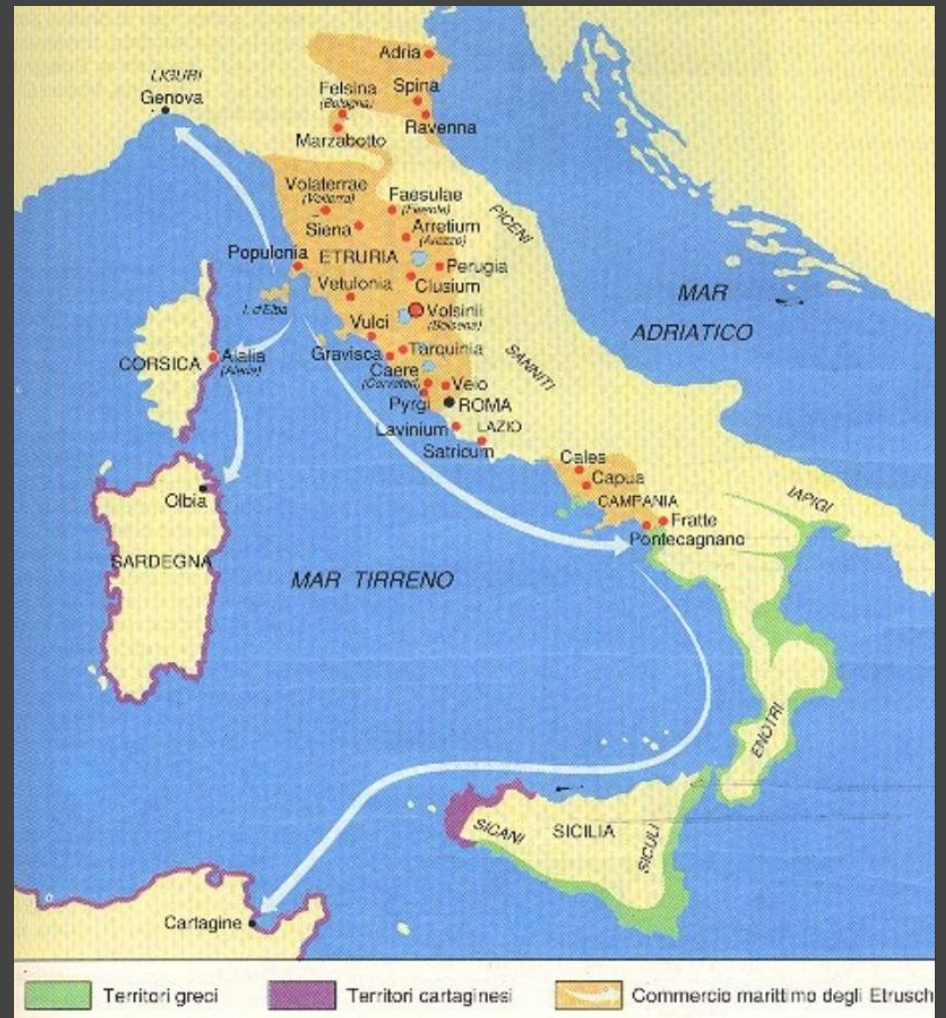 Adria
LIGURI
Genova
Felsina
(Bologna)
Spina
Marzabotto
Ravenna
Volaterrae
(Volterra)
Faesulae
(Fiesole)
Siena
Arretium
(Arezzo)
PICENI
Populonia
ETRURIA
Perugia
Vetulonia
Clusium
I. d'Elba
MAR
ADRIATICO
Vulci
Volsinii
(Bolsena)
CORSICA
Alalia
(Aleria)
Gravisca
Tarquinia
SANNITI
Caere
(Cerveteri)
Veio
Pyrgi
ROMA
Lavinium
LAZIO
Satricum
Cales
Capua
Olbia
CAMPANIA
IAPIGI
Fratte
Pontecagnano
SARDEGNA
MAR TIRRENO
ENOTRI
SICANI
SICILIA
SICULI
Cartagine
Territori greci
Territori cartaginesi
Commercio marittimo degli Etrusch